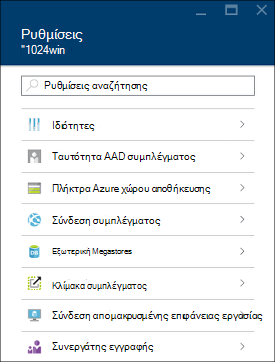 Ρυθμίσεις
"1024win
Ρυθμίσεις αναζήτησης
Ιδιότητες
Ταυτότητα AAD συμπλέγματος
Πλήκτρα Azure χώρου αποθήκευσης
Σύνδεση συμπλέγματος
Εξωτερική Megastores
Κλίμακα συμπλέγματος
Σύνδεση απομακρυσμένης επιφάνειας εργασίας
Συνεργάτης εγγραφής